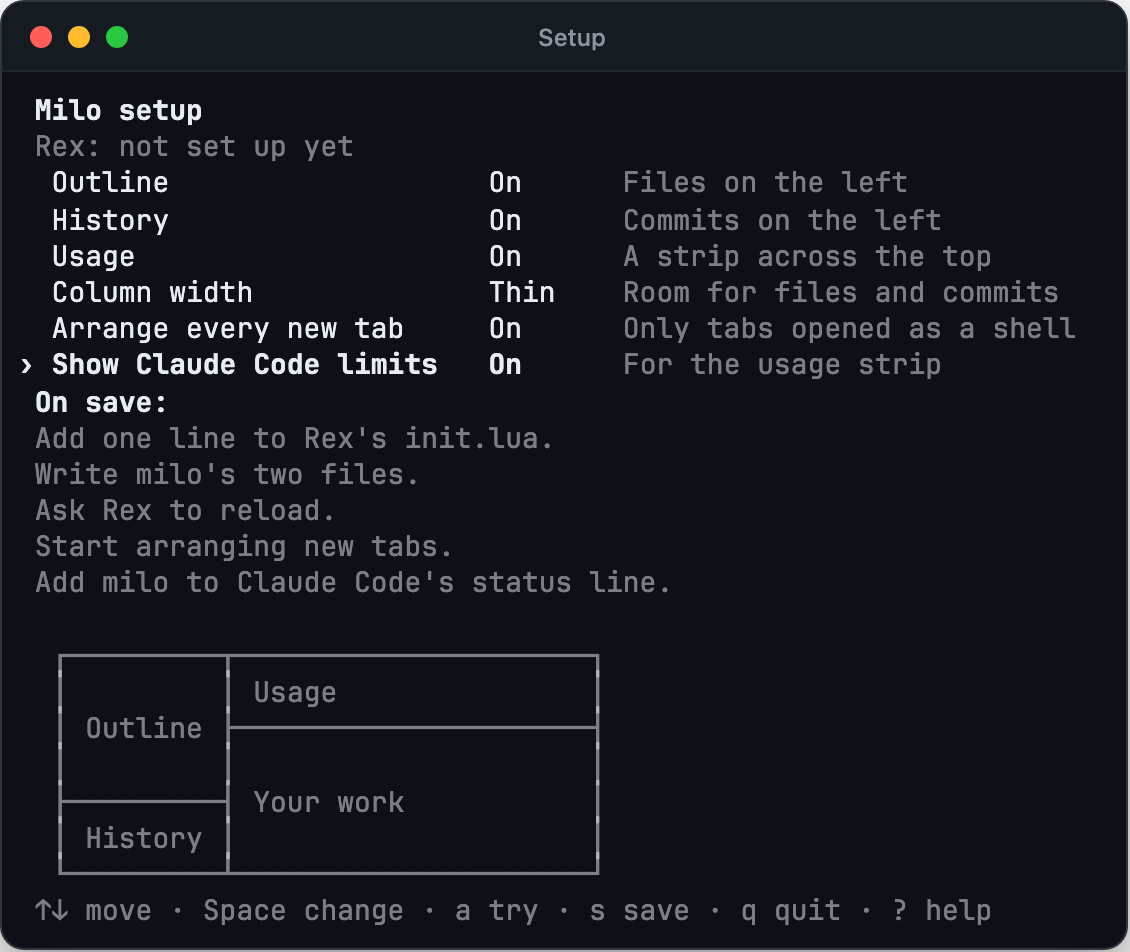 Setup
Milo setup
Rex: not set up yet
Outline On Files on the left
History On Commits on the left
Usage On A strip across the top
Column width Thin Room for files and commits
Arrange every new tab On Only tabs opened as a shell
› Show Claude Code limits On For the usage strip
On save:
Add one line to Rex's init.lua.
Write milo's two files.
Ask Rex to reload.
Start arranging new tabs.
Add milo to Claude Code's status line.
Usage
Outline
Your work
History
↑↓ move · Space change · a try · s save · q quit · ? help